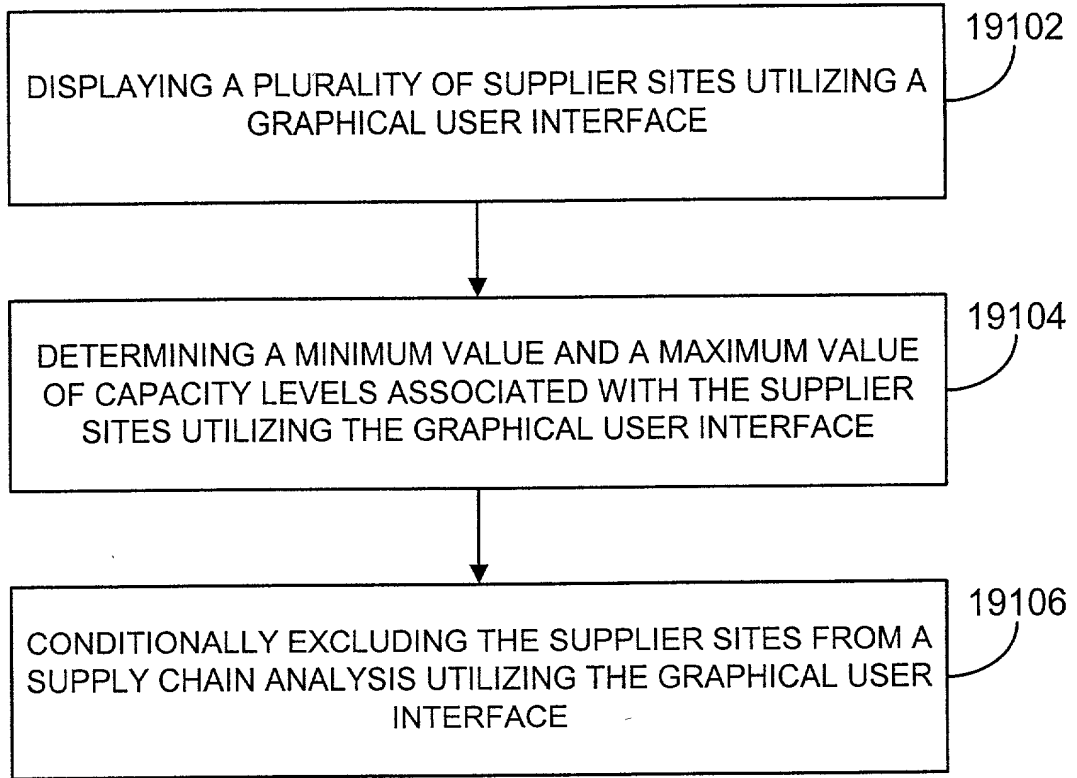 19102
DISPLAYING A PLURALITY OF SUPPLIER SITES UTILIZING A
GRAPHICAL USER INTERFACE
19104
DETERMINING A MINIMUM VALUE AND A MAXIMUM VALUE
OF CAPACITY LEVELS ASSOCIATED WITH THE SUPPLIER
SITES UTILIZING THE GRAPHICAL USER INTERFACE
19106
CONDITIONALLY EXCLUDING THE SUPPLIER SITES FROM A
SUPPLY CHAIN ANALYSIS UTILIZING THE GRAPHICAL USER
INTERFACE